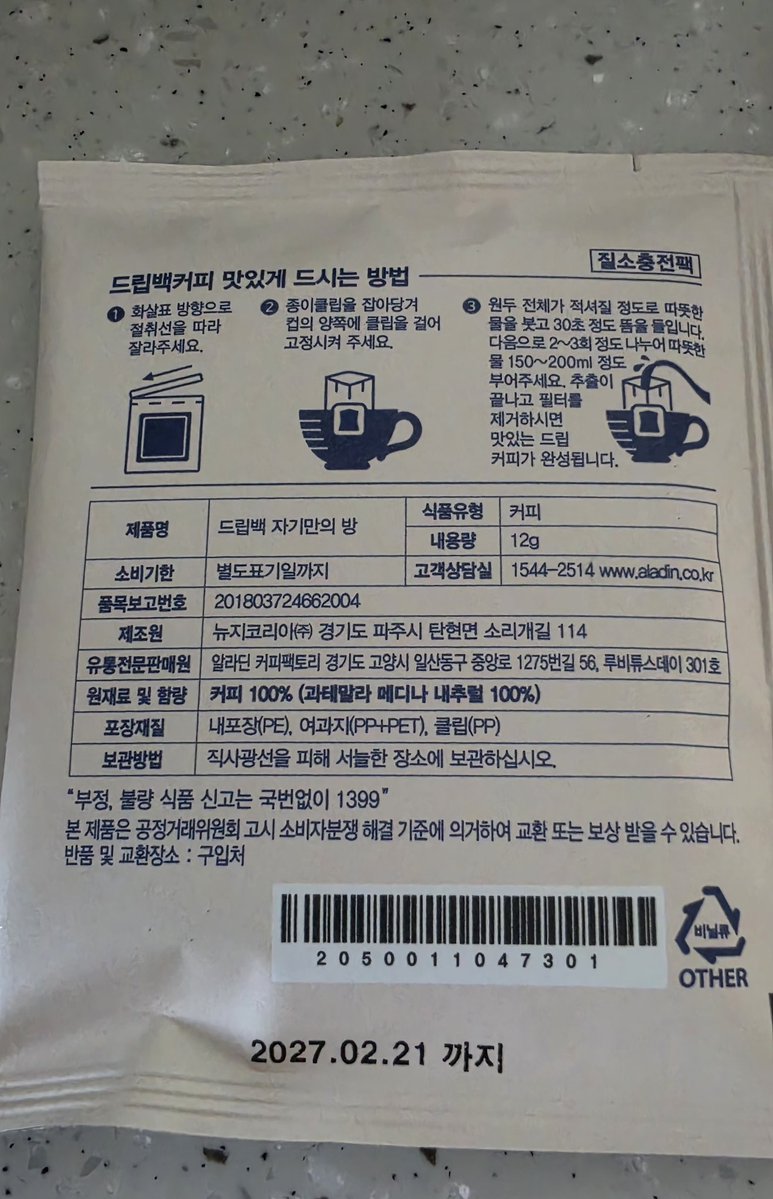 질소충전팩
드립백커피 맛있게 드시는 방법
1 화살표 방향으로
절취선을 따라
잘라주세요.
2 종이클립을 잡아당겨
컵의 양쪽에 클립을 걸어
고정시켜 주세요.
3 원두 전체가 적셔질 정도로 따뜻한
물을 붓고 30초 정도 뜸을 들입니다.
다음으로 2~3회 정도 나누어 따뜻한
물 150~200ml 정도
부어주세요. 추출이
끝나고 필터를
제거하시면
맛있는 드립
커피가 완성됩니다.
제품명 드립백 자기만의 방 식품유형 커피
내용량 12g
소비기한 별도표기일까지 고객상담실 1544-2514 www.aladin.co.kr
품목보고번호 201803724662004
제조원 뉴지코리아㈜ 경기도 파주시 탄현면 소리개길 114
유통전문판매원 알라딘 커피팩토리 경기도 고양시 일산동구 중앙로 1275번길 56, 루비튜스데이 301호
원재료 및 함량 커피 100% (과테말라 메디나 내추럴 100%)
포장재질 내포장(PE), 여과지(PP+PET), 클립(PP)
보관방법 직사광선을 피해 서늘한 장소에 보관하십시오.
"부정, 불량 식품 신고는 국번없이 1399"
본 제품은 공정거래위원회 고시 소비자분쟁 해결 기준에 의거하여 교환 또는 보상 받을 수 있습니다.
반품 및 교환장소 : 구입처
2050011047301
비닐류
OTHER
2027.02.21 까지